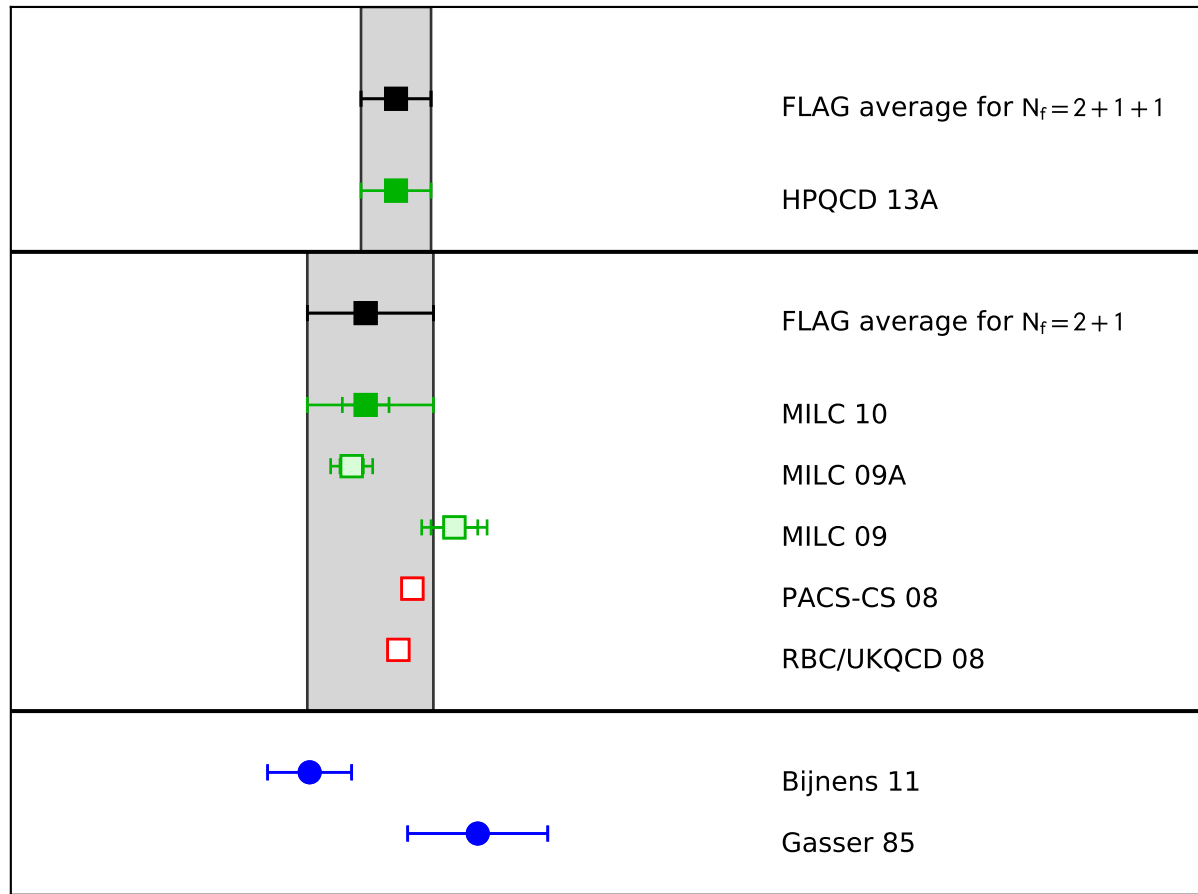 FLAG average for Nf=2+1+1
HPQCD 13A
FLAG average for Nf=2+1
MILC 10
MILC 09A
MILC 09
PACS-CS 08
RBC/UKQCD 08
Bijnens 11
Gasser 85